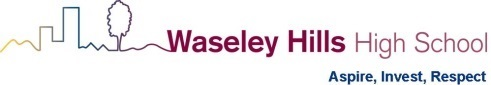 Waseley Hills High School
Aspire, Invest, Respect